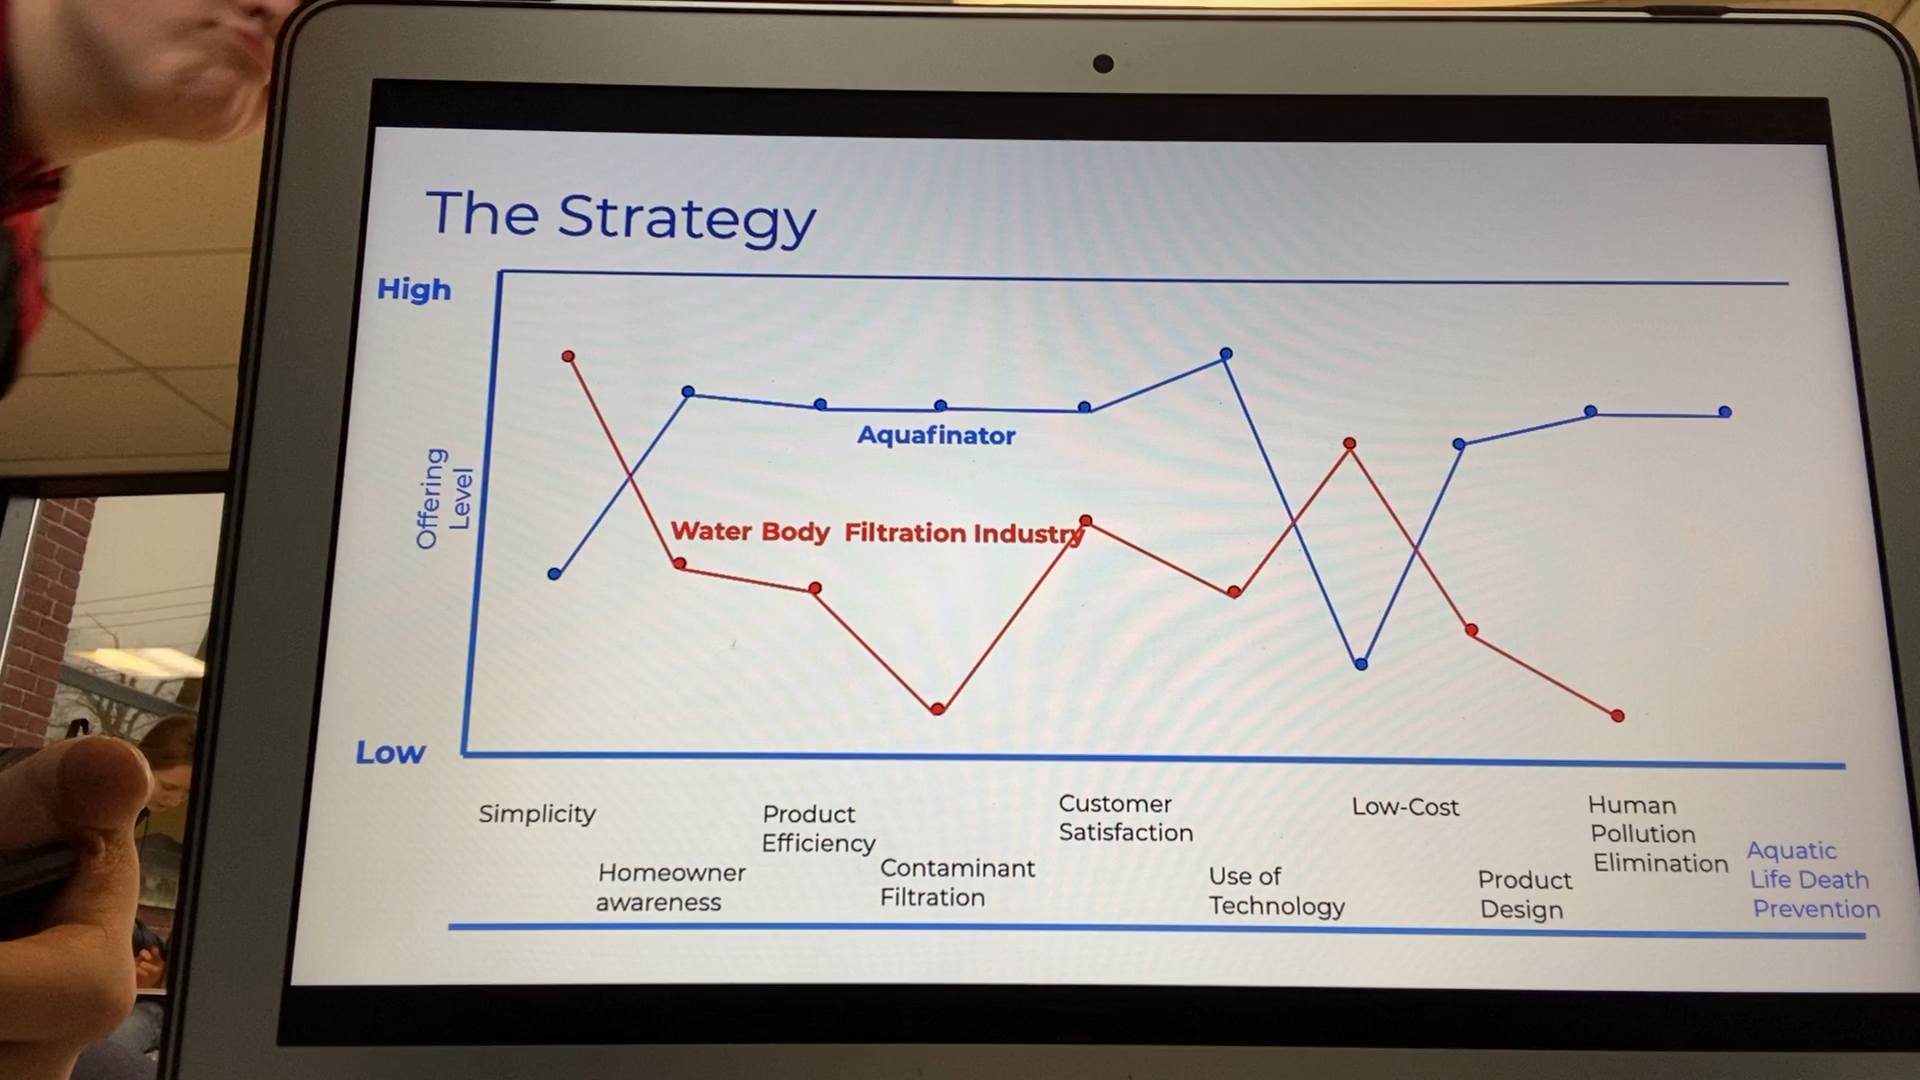 The Strategy
High
Offering
Level
Aquafinator
Water Body Filtration Industry
Low
Simplicity
Homeowner
awareness
Product
Efficiency
Contaminant
Filtration
Customer
Satisfaction
Use of
Technology
Low-Cost
Product
Design
Human
Pollution
Elimination
Aquatic
Life Death
Prevention